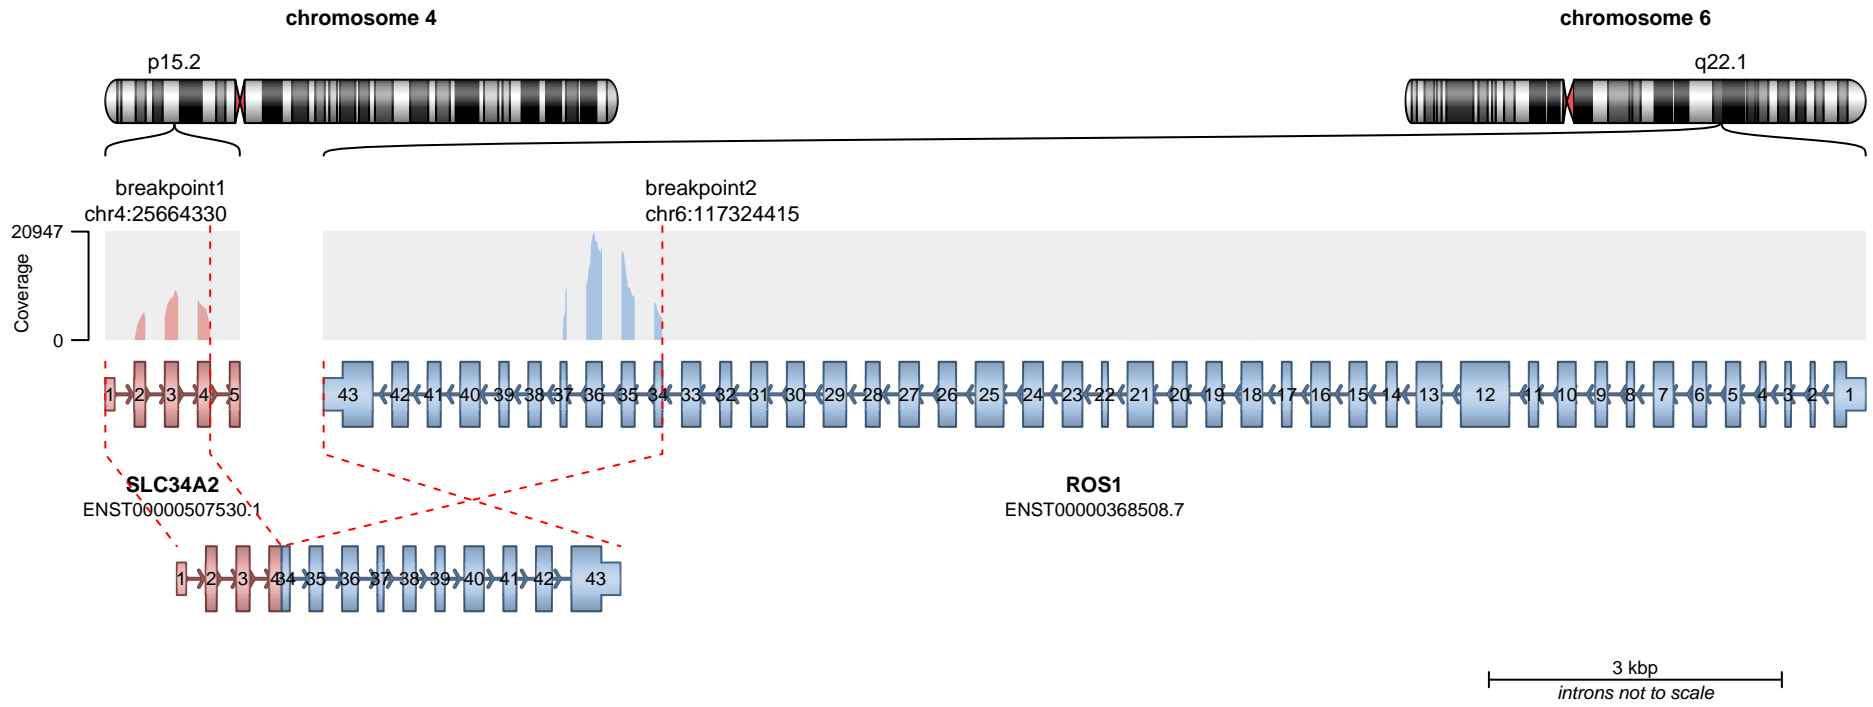 chromosome 4
chromosome 6
p15.2
q22.1
breakpoint1
chr4:25664330
breakpoint2
chr6:117324415
20947
Coverage
0
1 2 3 4 5
43 42 41 40 39 38 37 36 35 34 33 32 31 30 29 28 27 26 25 24 23 22 21 20 19 18 17 16 15 14 13 12 11 10 9 8 7 6 5 4 3 2 1
SLC34A2
ENST00000507530.1
ROS1
ENST00000368508.7
1 2 3 4 34 35 36 37 38 39 40 41 42 43
3 kbp
introns not to scale